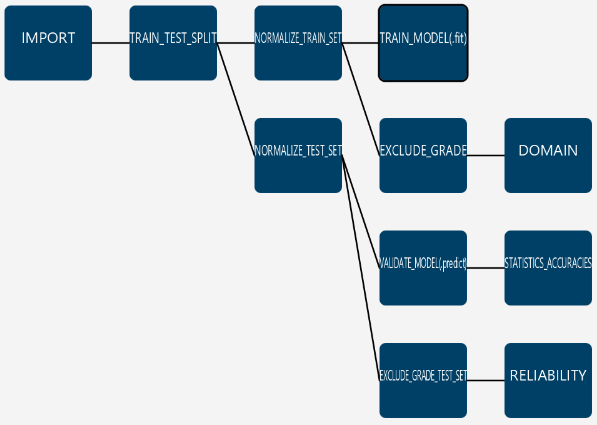 IMPORT
TRAIN_TEST_SPLIT
NORMALIZE_TRAIN_SET
TRAIN_MODEL(.fit)
NORMALIZE_TEST_SET
EXCLUDE_GRADE
DOMAIN
VALIDATE_MODEL(.predict)
STATISTICS_ACCURACIES
EXCLUDE_GRADE_TEST_SET
RELIABILITY